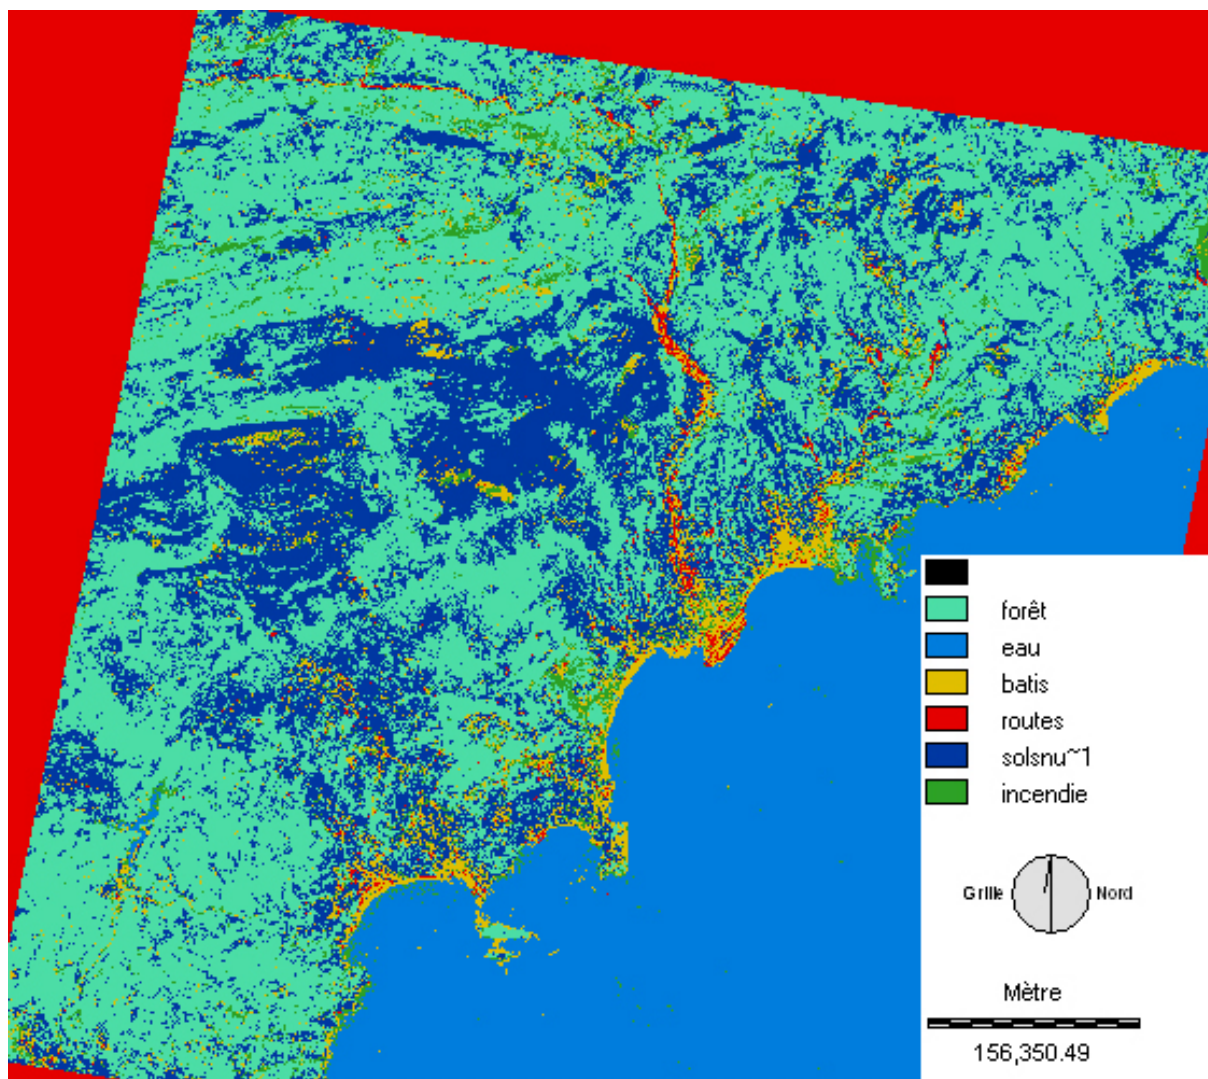 forêt
eau
batis
routes
solsnu~1
incendie
Grille Nord
Mètre
156,350.49